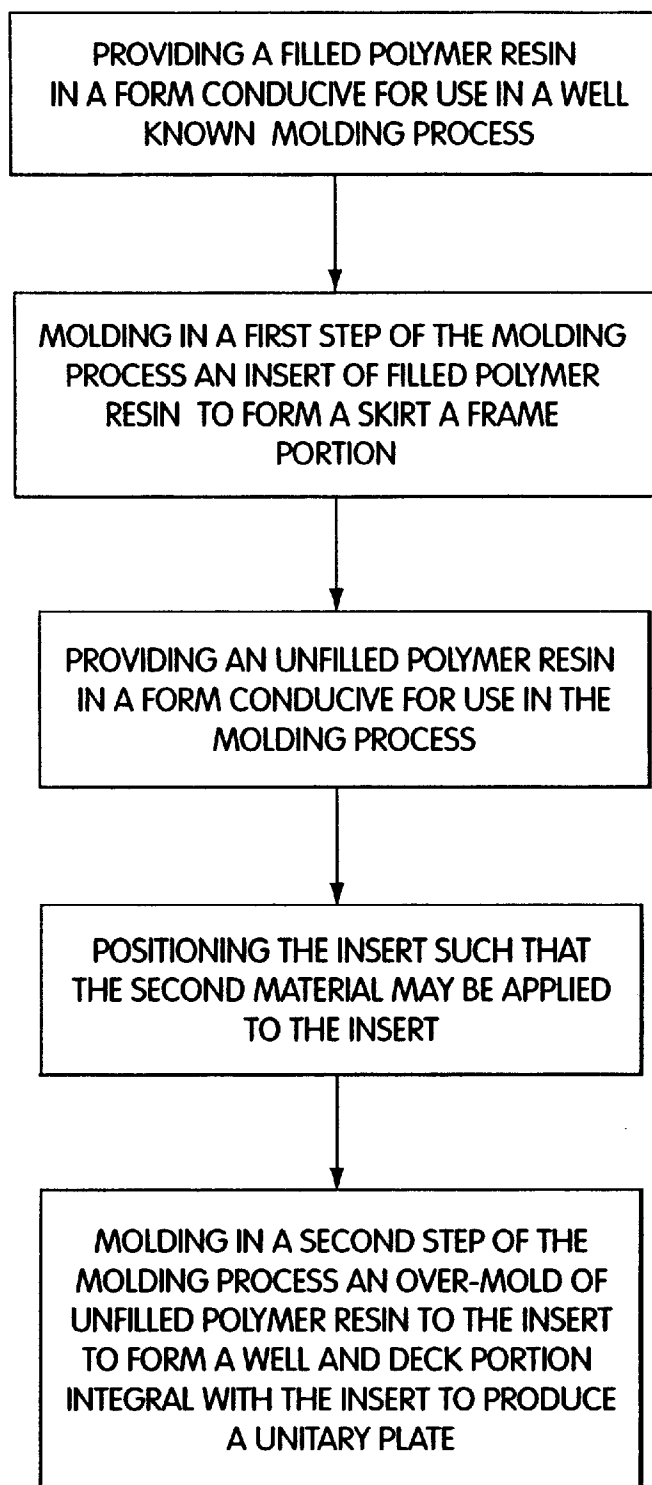 PROVIDING A FILLED POLYMER RESIN
IN A FORM CONDUCIVE FOR USE IN A WELL
KNOWN MOLDING PROCESS
MOLDING IN A FIRST STEP OF THE MOLDING
PROCESS AN INSERT OF FILLED POLYMER
RESIN TO FORM A SKIRT A FRAME
PORTION
PROVIDING AN UNFILLED POLYMER RESIN
IN A FORM CONDUCIVE FOR USE IN THE
MOLDING PROCESS
POSITIONING THE INSERT SUCH THAT
THE SECOND MATERIAL MAY BE APPLIED
TO THE INSERT
MOLDING IN A SECOND STEP OF THE
MOLDING PROCESS AN OVER-MOLD OF
UNFILLED POLYMER RESIN TO THE INSERT
TO FORM A WELL AND DECK PORTION
INTEGRAL WITH THE INSERT TO PRODUCE
A UNITARY PLATE